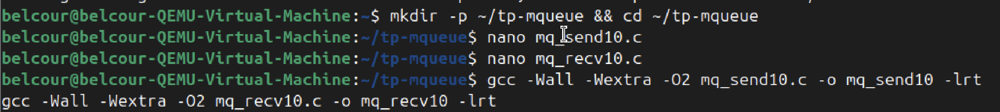 belcour@belcour-QEMU-Virtual-Machine:~$ mkdir -p ~/tp-mqueue && cd ~/tp-mqueue
belcour@belcour-QEMU-Virtual-Machine:~/tp-mqueue$ nano mq_send10.c
belcour@belcour-QEMU-Virtual-Machine:~/tp-mqueue$ nano mq_recv10.c
belcour@belcour-QEMU-Virtual-Machine:~/tp-mqueue$ gcc -Wall -Wextra -O2 mq_send10.c -o mq_send10 -lrt
gcc -Wall -Wextra -O2 mq_recv10.c -o mq_recv10 -lrt